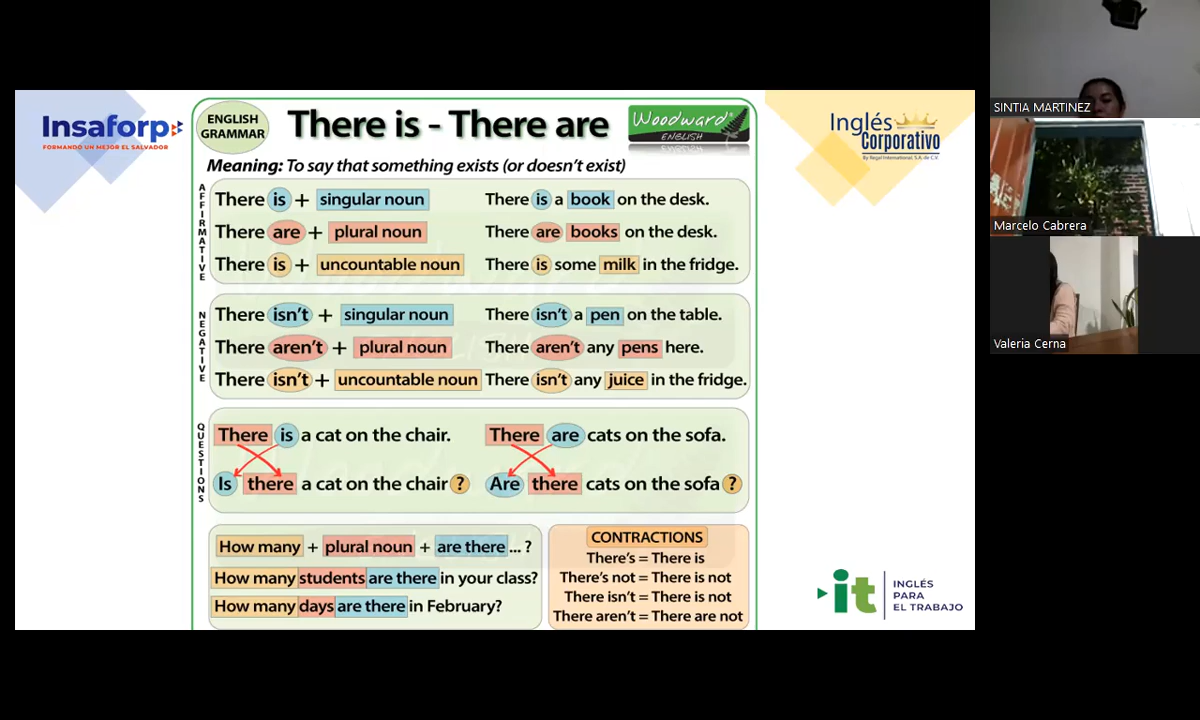 Insaforp
FORMANDO UN MEJOR EL SALVADOR
ENGLISH
GRAMMAR
There is - There are
Woodward®
ENGLISH
Inglés
Corporativo
By Regal International, S.A. de C.V.
Meaning: To say that something exists (or doesn't exist)
AFFIRMATIVE
There is + singular noun There is a book on the desk.
There are + plural noun There are books on the desk.
There is + uncountable noun There is some milk in the fridge.
NEGATIVE
There isn't + singular noun There isn't a pen on the table.
There aren't + plural noun There aren't any pens here.
There isn't + uncountable noun There isn't any juice in the fridge.
QUESTIONS
There is a cat on the chair. There are cats on the sofa.
Is there a cat on the chair ? Are there cats on the sofa ?
How many + plural noun + are there ... ?
How many students are there in your class?
How many days are there in February?
CONTRACTIONS
There's = There is
There's not = There is not
There isn't = There is not
There aren't = There are not
it
INGLÉS
PARA
EL TRABAJO
SINTIA MARTINEZ
Marcelo Cabrera
Valeria Cerna